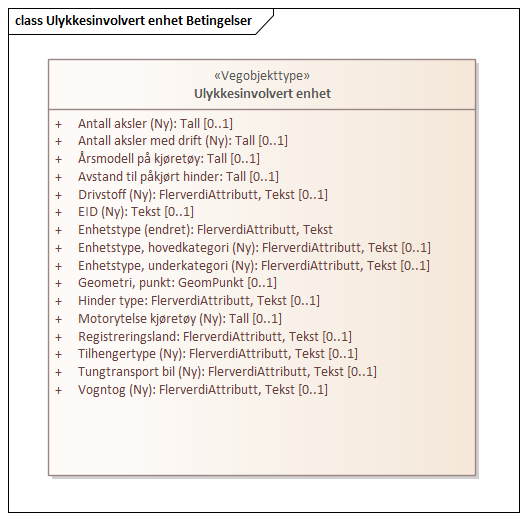 class Ulykkesinvolvert enhet Betingelser
«Vegobjekttype»
Ulykkesinvolvert enhet
+ Antall aksler (Ny): Tall [0..1]
+ Antall aksler med drift (Ny): Tall [0..1]
+ Årsmodell på kjøretøy: Tall [0..1]
+ Avstand til påkjørt hinder: Tall [0..1]
+ Drivstoff (Ny): FlerverdiAttributt, Tekst [0..1]
+ EID (Ny): Tekst [0..1]
+ Enhetstype (endret): FlerverdiAttributt, Tekst
+ Enhetstype, hovedkategori (Ny): FlerverdiAttributt, Tekst [0..1]
+ Enhetstype, underkategori (Ny): FlerverdiAttributt, Tekst [0..1]
+ Geometri, punkt: GeomPunkt [0..1]
+ Hinder type: FlerverdiAttributt, Tekst [0..1]
+ Motorytelse kjøretøy (Ny): Tall [0..1]
+ Registreringsland: FlerverdiAttributt, Tekst [0..1]
+ Tilhengertype (Ny): FlerverdiAttributt, Tekst [0..1]
+ Tungtransport bil (Ny): FlerverdiAttributt, Tekst [0..1]
+ Vogntog (Ny): FlerverdiAttributt, Tekst [0..1]